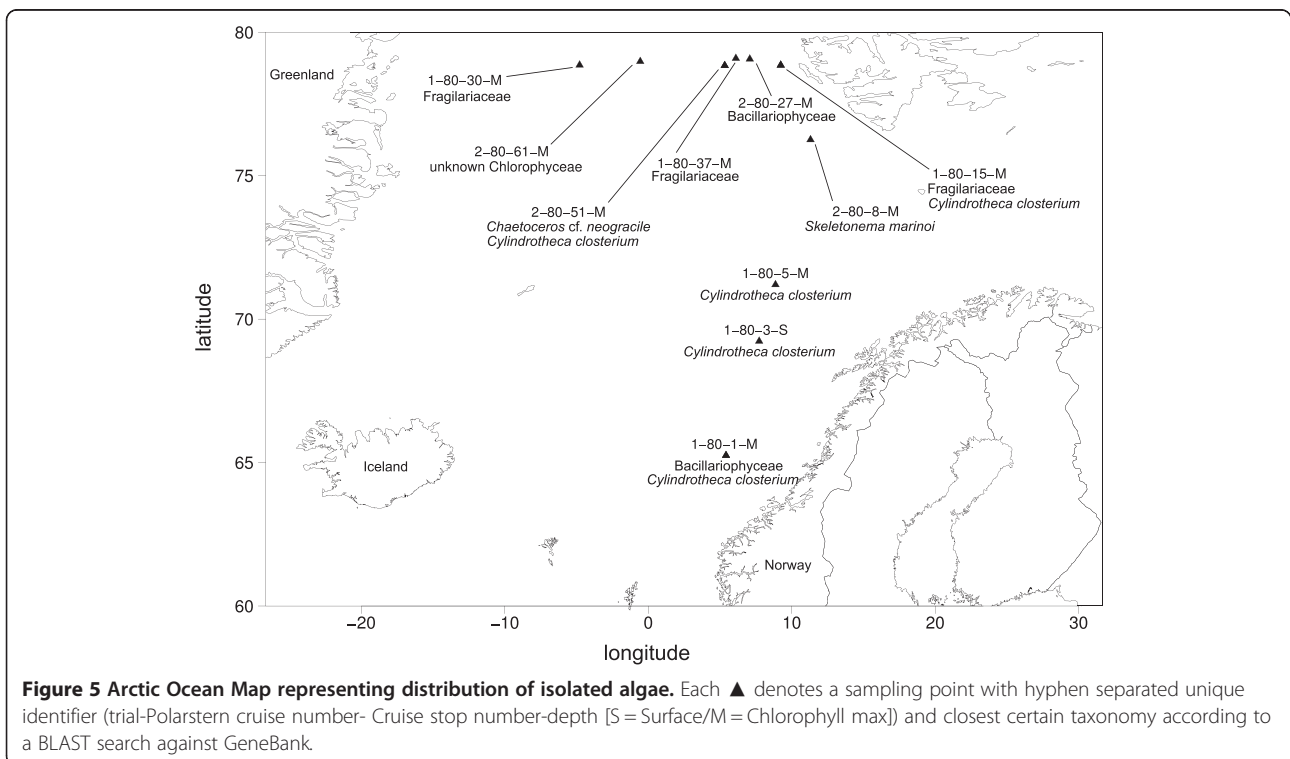 80
Greenland
1–80–30–M
Fragilariaceae
2–80–61–M
unknown Chlorophyceae
2–80–27–M
Bacillariophyceae
1–80–37–M
Fragilariaceae
75
1–80–15–M
Fragilariaceae
Cylindrotheca closterium
2–80–51–M
Chaetoceros cf. neogracile
Cylindrotheca closterium
2–80–8–M
Skeletonema marinoi
1–80–5–M
Cylindrotheca closterium
latitude
70
1–80–3–S
Cylindrotheca closterium
65
Iceland
1–80–1–M
Bacillariophyceae
Cylindrotheca closterium
Norway
60
−20 −10 0 10 20 30
longitude
Figure 5 Arctic Ocean Map representing distribution of isolated algae. Each ▲ denotes a sampling point with hyphen separated unique
identifier (trial-Polarstern cruise number- Cruise stop number-depth [S = Surface/M = Chlorophyll max]) and closest certain taxonomy according to
a BLAST search against GeneBank.